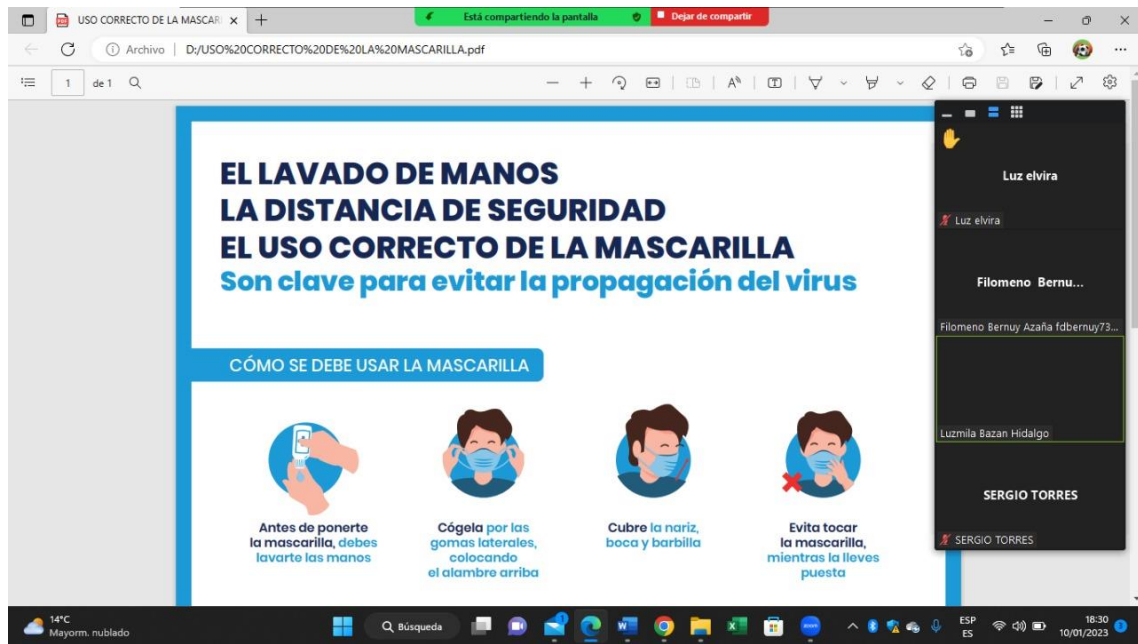 USO CORRECTO DE LA MASCAR
Está compartiendo la pantalla
Dejar de compartir
Archivo
D:/USO%20CORRECTO%20DE%20LA%20MASCARILLA.pdf
1 de 1
EL LAVADO DE MANOS
LA DISTANCIA DE SEGURIDAD
EL USO CORRECTO DE LA MASCARILLA
Son clave para evitar la propagación del virus
CÓMO SE DEBE USAR LA MASCARILLA
Antes de ponerte
la mascarilla, debes
lavarte las manos
Cógela por las
gomas laterales,
colocando
el alambre arriba
Cubre la nariz,
boca y barbilla
Evita tocar
la mascarilla,
mientras la lleves
puesta
Luz elvira
Luz elvira
Filomeno Bernu...
Filomeno Bernuy Azaña fdbernuy73...
Luzmila Bazan Hidalgo
SERGIO TORRES
SERGIO TORRES
14°C
Mayorm. nublado
Búsqueda
ESP
ES
18:30
10/01/2023